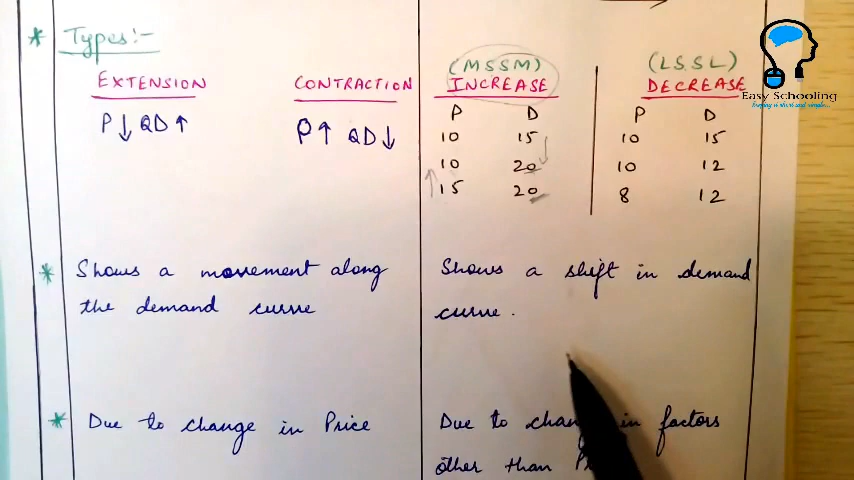 * Types:-
(MSSM) (LSSL)
EXTENSION CONTRACTION INCREASE DECREASE
Easy Schooling
P↓ QD↑ P↑ QD↓
P D P D
10 15 10 15
10 20 10 12
15 20 8 12
* Shows a movement along
the demand curve
Shows a shift in demand
curve.
* Due to change in Price
Due to in factors
other than